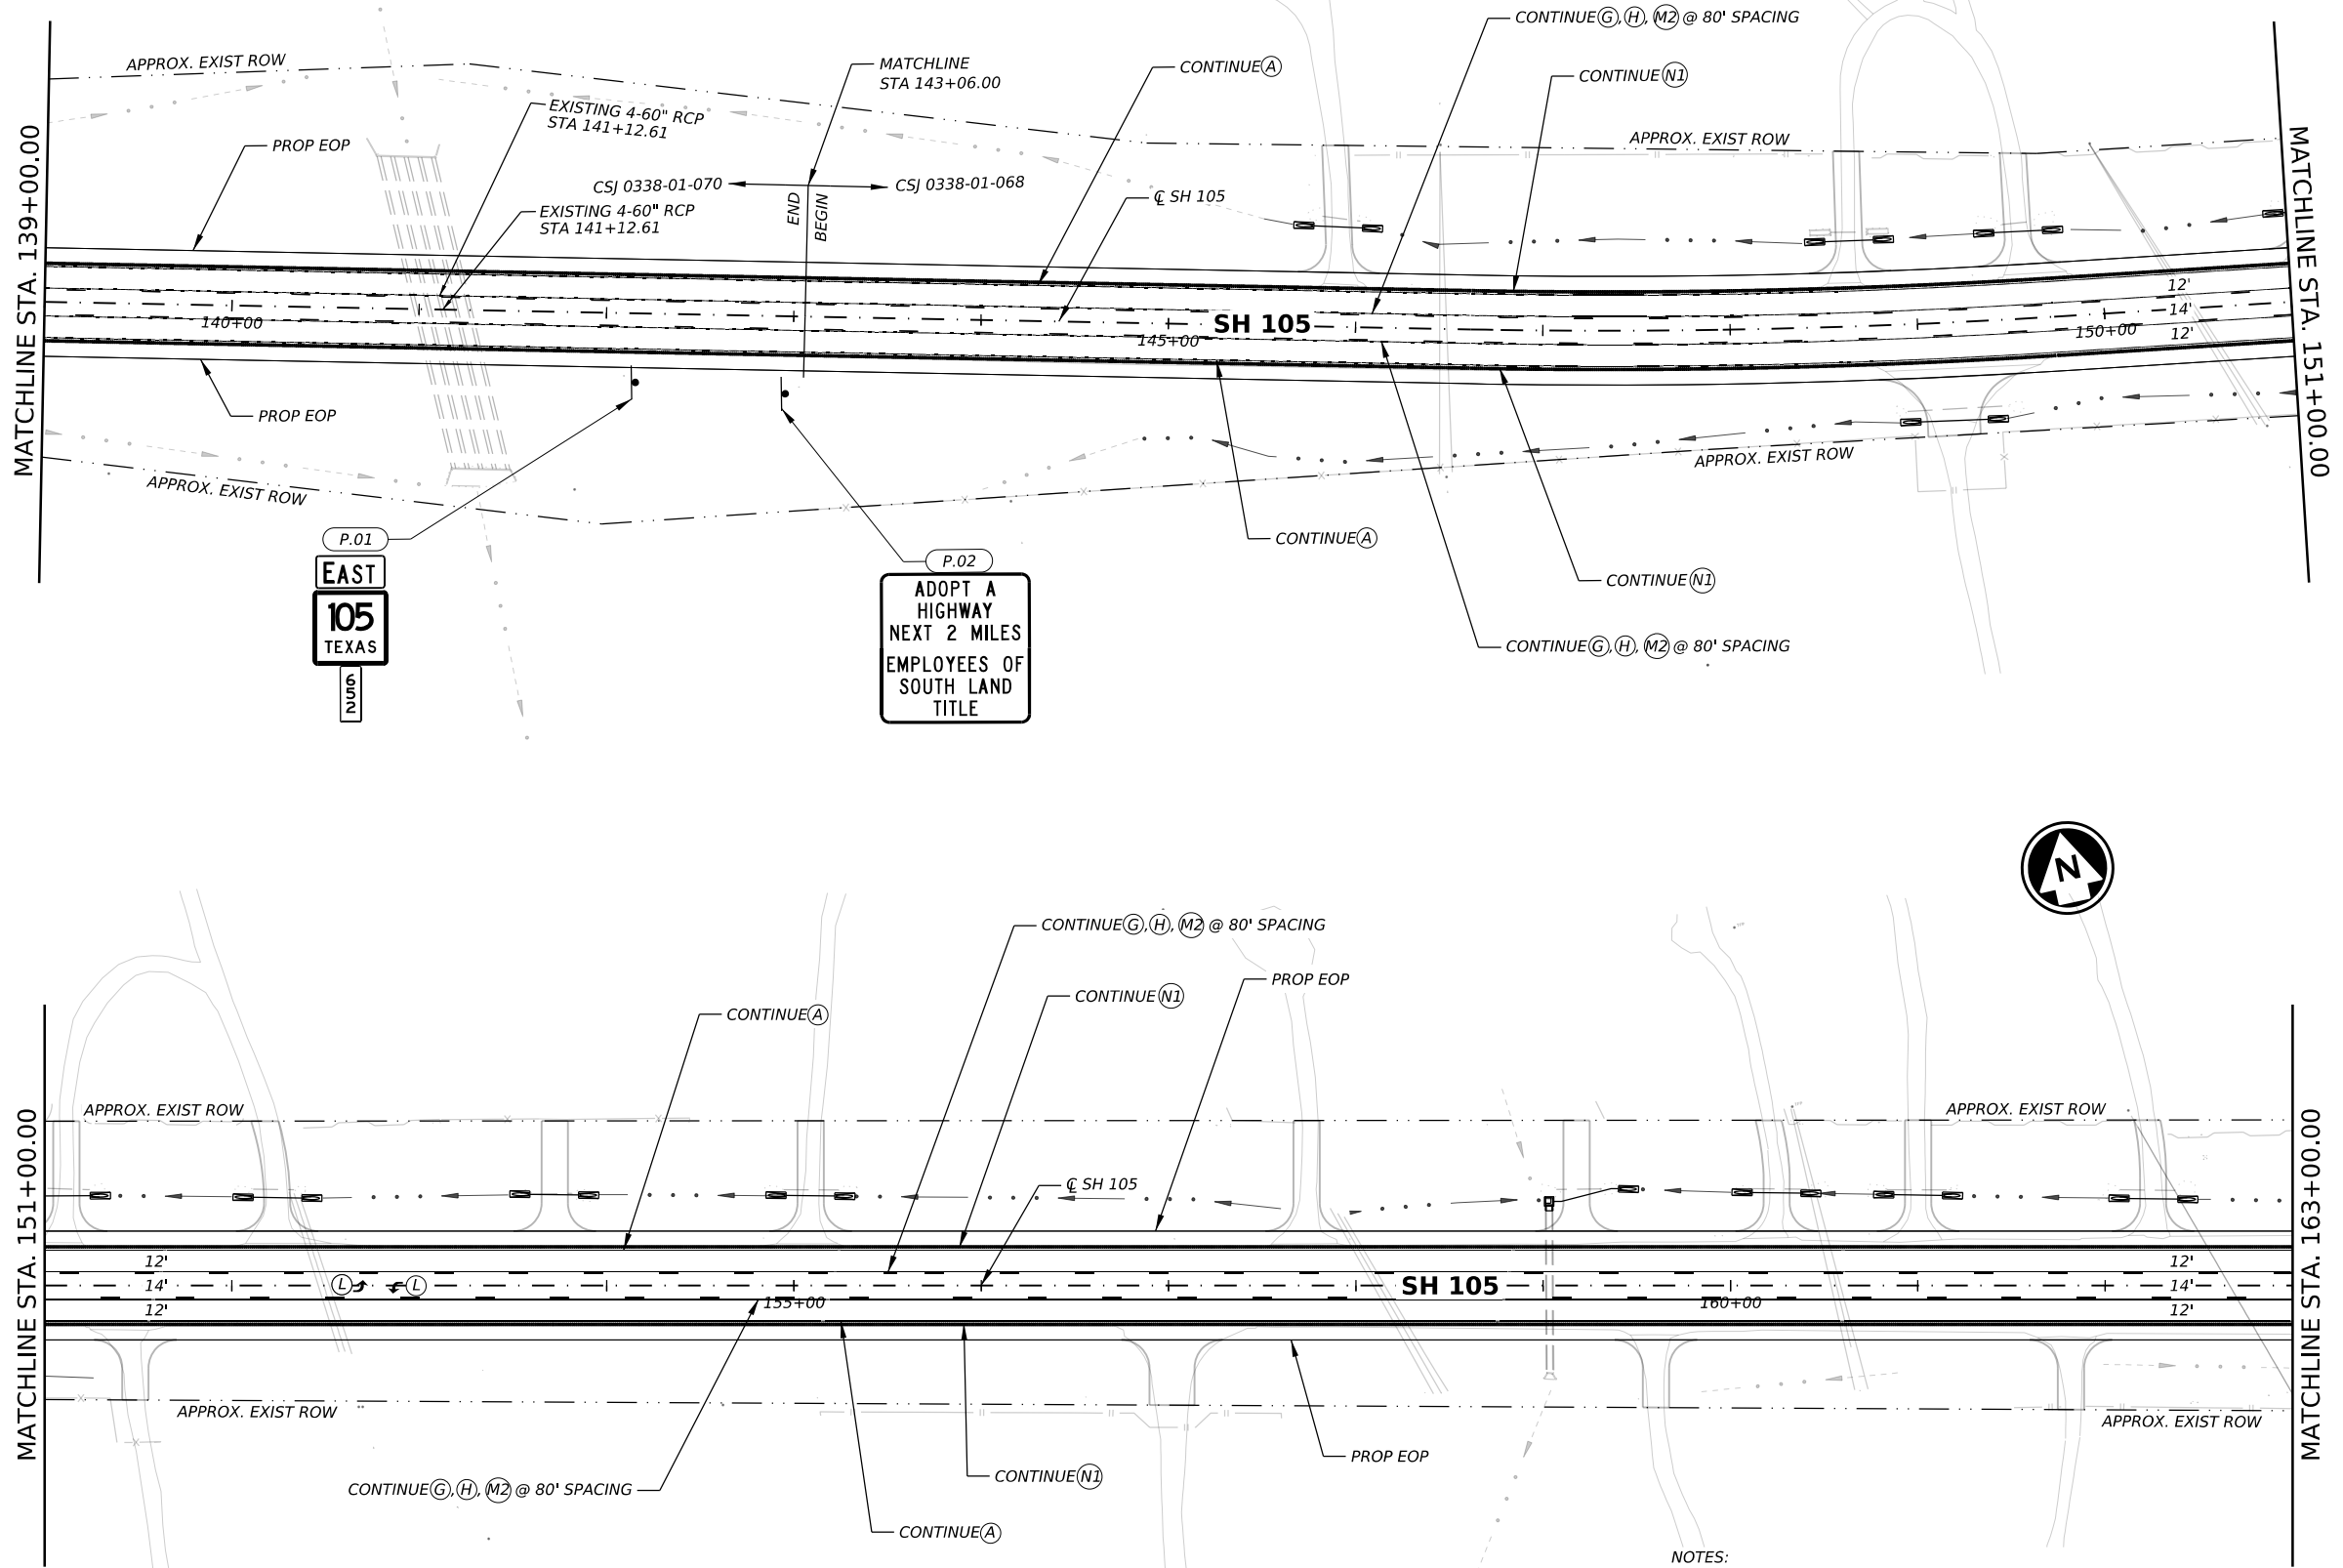 CONTINUE G, H, M2 @ 80' SPACING
APPROX. EXIST ROW
MATCHLINE
STA 143+06.00
CONTINUE A
CONTINUE N1
EXISTING 4-60" RCP
STA 141+12.61
PROP EOP
APPROX. EXIST ROW
CSJ 0338-01-070
CSJ 0338-01-068
END
BEGIN
EXISTING 4-60" RCP
STA 141+12.61
℄ SH 105
MATCHLINE STA. 139+00.00
MATCHLINE STA. 151+00.00
140+00
145+00
SH 105
150+00
12'
14'
12'
PROP EOP
APPROX. EXIST ROW
APPROX. EXIST ROW
P.01
EAST
105
TEXAS
652
P.02
ADOPT A
HIGHWAY
NEXT 2 MILES
EMPLOYEES OF
SOUTH LAND
TITLE
CONTINUE A
CONTINUE N1
CONTINUE G, H, M2 @ 80' SPACING
N
CONTINUE G, H, M2 @ 80' SPACING
PROP EOP
CONTINUE N1
CONTINUE A
APPROX. EXIST ROW
APPROX. EXIST ROW
MATCHLINE STA. 151+00.00
MATCHLINE STA. 163+00.00
℄ SH 105
12'
14'
12'
L
L
155+00
SH 105
160+00
12'
14'
12'
APPROX. EXIST ROW
APPROX. EXIST ROW
PROP EOP
CONTINUE N1
CONTINUE G, H, M2 @ 80' SPACING
CONTINUE A
NOTES: